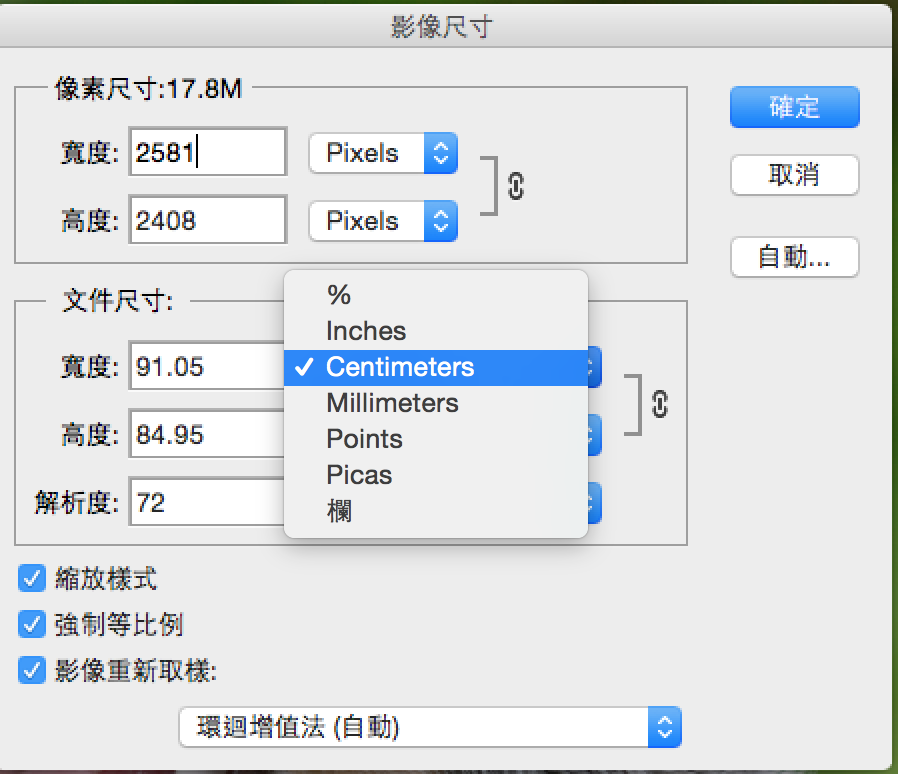 影像尺寸
像素尺寸:17.8M
寬度: 2581 Pixels
高度: 2408 Pixels
確定
取消
自動...
文件尺寸:
寬度: 91.05
高度: 84.95
解析度: 72
%
Inches
✓ Centimeters
Millimeters
Points
Picas
欄
縮放樣式
強制等比例
影像重新取樣:
環迴增值法 (自動)